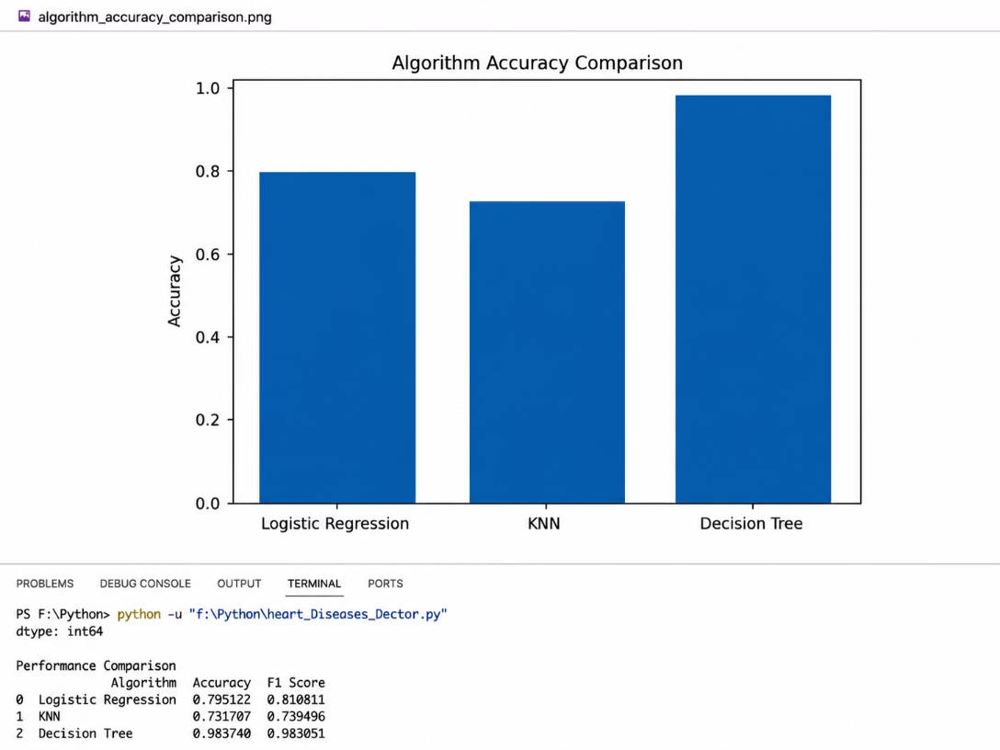 algorithm_accuracy_comparison.png
Algorithm Accuracy Comparison
1.0
0.8
0.6
0.4
0.2
0.0
Accuracy
Logistic Regression KNN Decision Tree
PROBLEMS DEBUG CONSOLE OUTPUT TERMINAL PORTS
PS F:\Python> python -u "f:\Python\heart_Diseases_Dector.py"
dtype: int64
Performance Comparison
Algorithm Accuracy F1 Score
0 Logistic Regression 0.795122 0.810811
1 KNN 0.731707 0.739496
2 Decision Tree 0.983740 0.983051